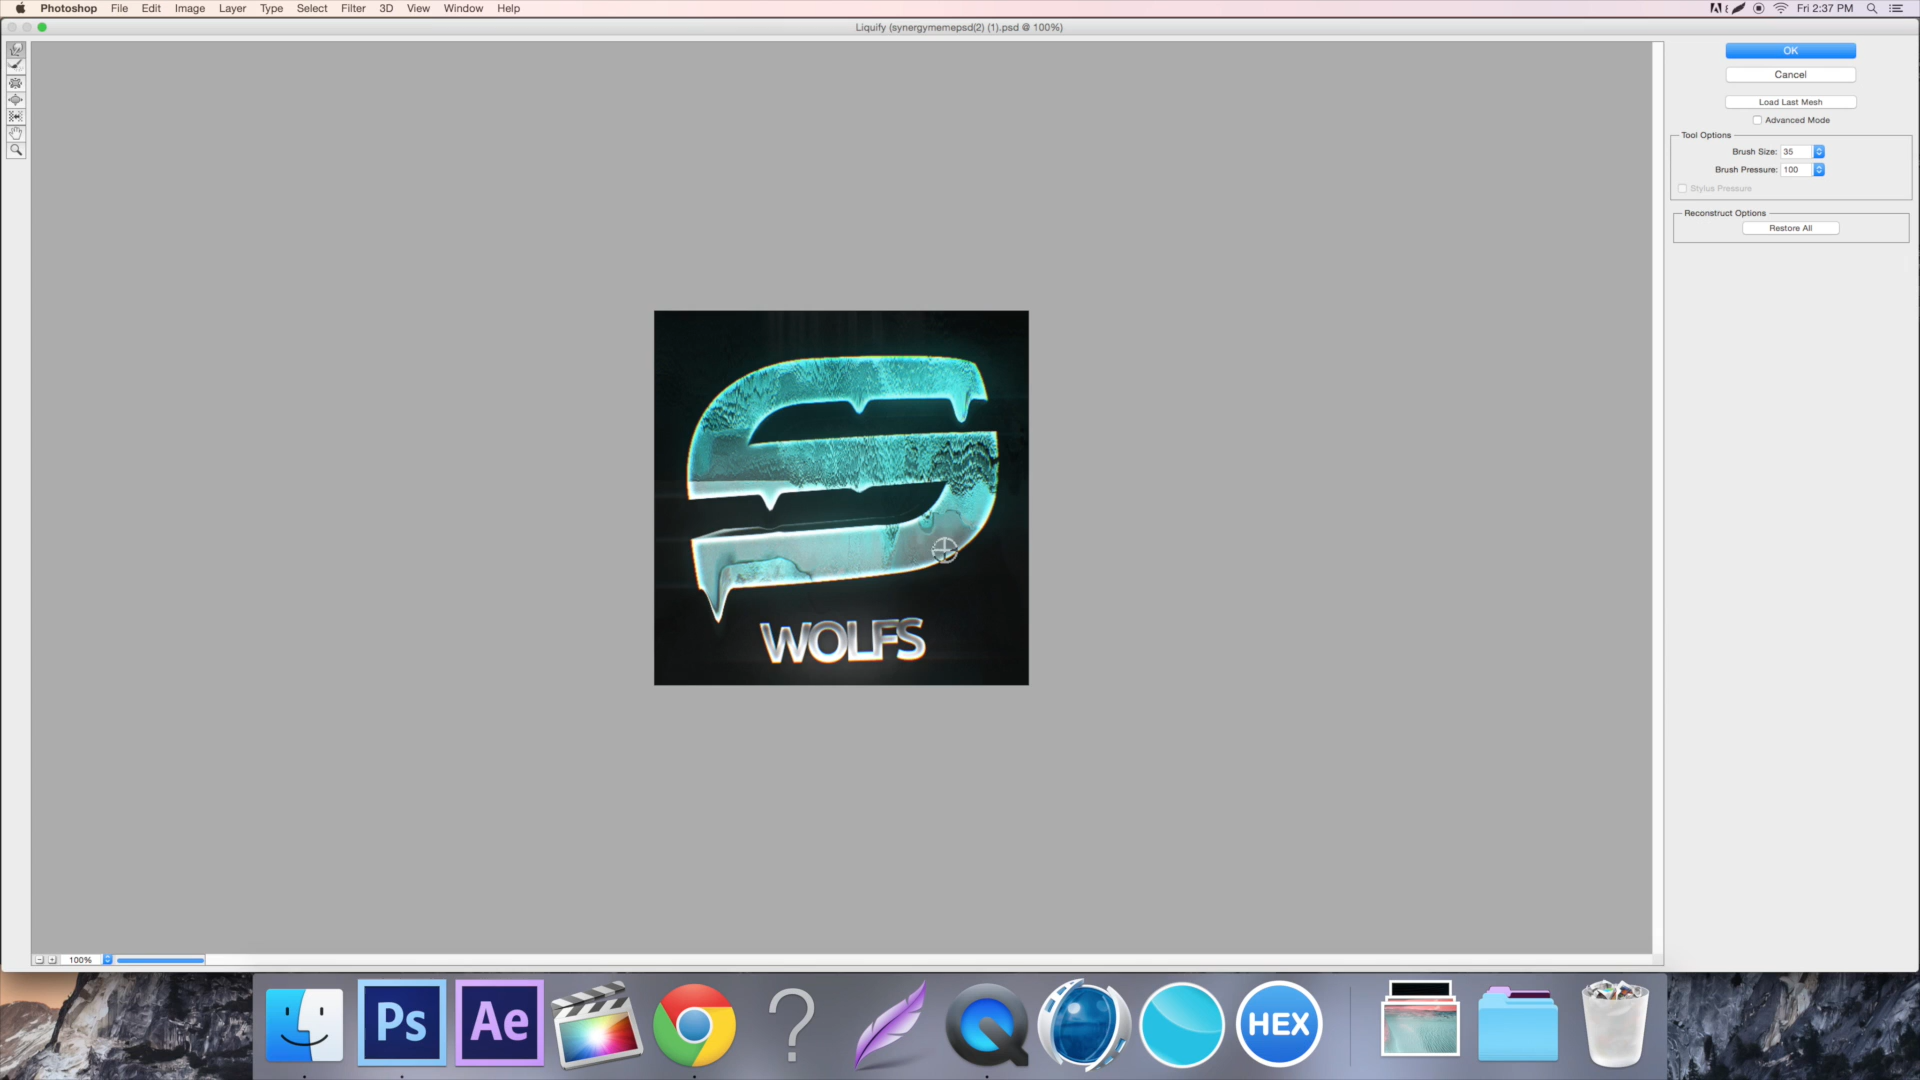 Photoshop File Edit Image Layer Type Select Filter 3D View Window Help Fri 2:37 PM
Liquify (synergymemepsd(2) (1).psd @ 100%)
OK
Cancel
Load Last Mesh
Advanced Mode
Tool Options
Brush Size: 35
Brush Pressure: 100
Stylus Pressure
Reconstruct Options
Restore All
WOLFS
100%
Ps Ae ? HEX